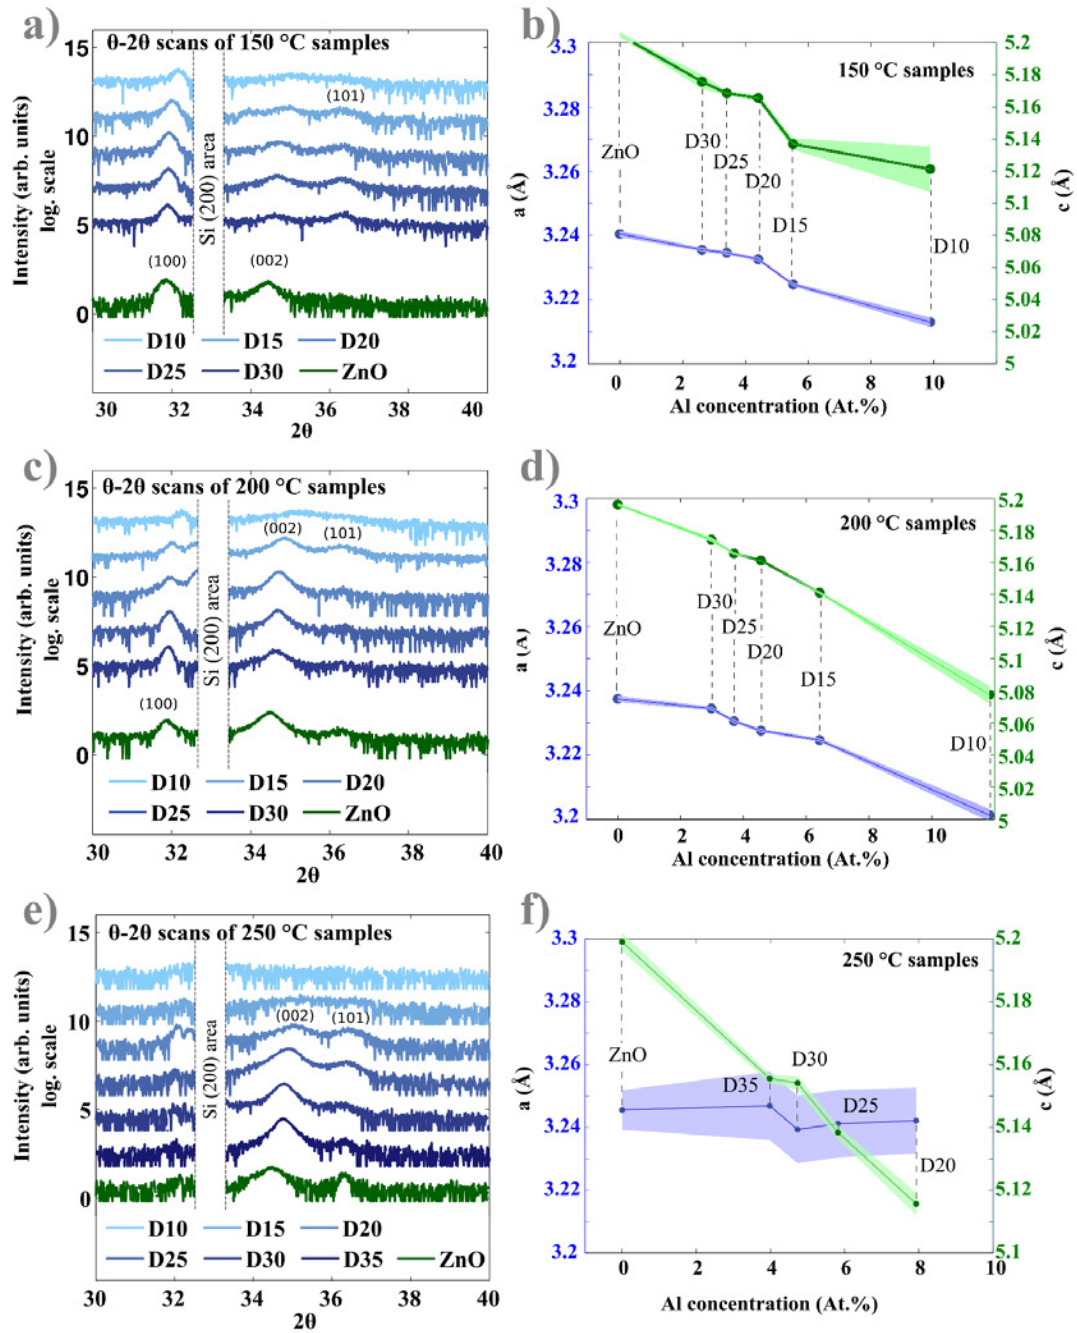 a)
θ-2θ scans of 150 °C samples
Intensity (arb. units)
log. scale
15
10
5
0
(101)
Si (200) area
(100)
(002)
D10 D15 D20
D25 D30 ZnO
30 32 34 36 38 40
2θ
b)
150 °C samples
3.3
3.28
3.26
3.24
3.22
3.2
a (Å)
5.2
5.18
5.16
5.14
5.12
5.1
5.08
5.06
5.04
5.02
5
c (Å)
ZnO
D30
D25
D20
D15
D10
0 2 4 6 8 10
Al concentration (At.%)
c)
θ-2θ scans of 200 °C samples
Intensity (arb. units)
log. scale
15
10
5
0
(002)
(101)
Si (200) area
(100)
D10 D15 D20
D25 D30 ZnO
30 32 34 36 38 40
2θ
d)
200 °C samples
3.3
3.28
3.26
3.24
3.22
3.2
a (Å)
5.2
5.18
5.16
5.14
5.12
5.1
5.08
5.06
5.04
5.02
5
c (Å)
ZnO
D30
D25
D20
D15
D10
0 2 4 6 8 10
Al concentration (At.%)
e)
θ-2θ scans of 250 °C samples
Intensity (arb. units)
log. scale
15
10
5
0
(002)
(101)
Si (200) area
D10 D15 D20
D25 D30 D35 ZnO
30 32 34 36 38 40
2θ
f)
250 °C samples
3.3
3.28
3.26
3.24
3.22
3.2
a (Å)
5.2
5.18
5.16
5.14
5.12
5.1
c (Å)
ZnO
D35
D30
D25
D20
0 2 4 6 8 10
Al concentration (At.%)